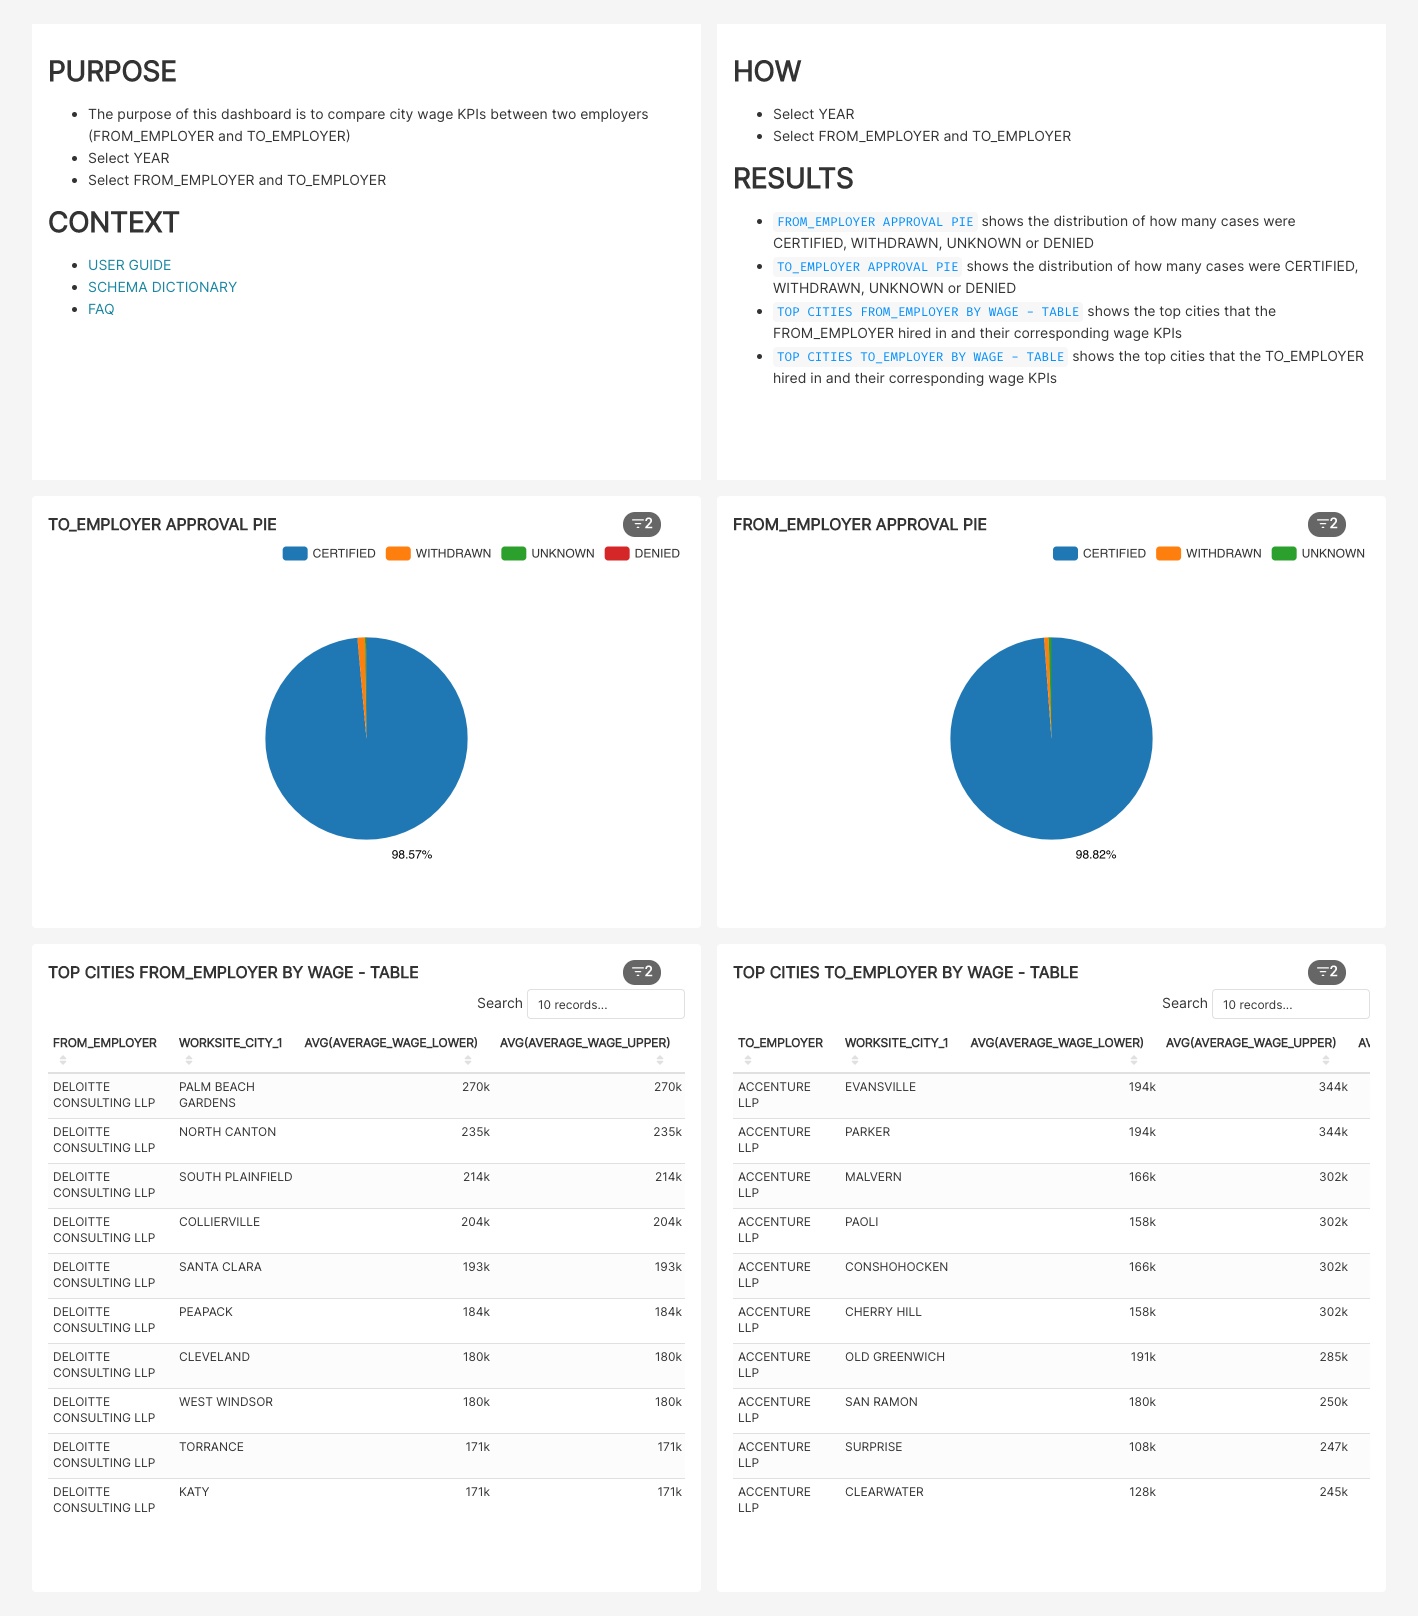 PURPOSE
The purpose of this dashboard is to compare city wage KPIs between two employers
(FROM_EMPLOYER and TO_EMPLOYER)
Select YEAR
Select FROM_EMPLOYER and TO_EMPLOYER
CONTEXT
USER GUIDE
SCHEMA DICTIONARY
FAQ
HOW
Select YEAR
Select FROM_EMPLOYER and TO_EMPLOYER
RESULTS
FROM_EMPLOYER APPROVAL PIE shows the distribution of how many cases were
CERTIFIED, WITHDRAWN, UNKNOWN or DENIED
TO_EMPLOYER APPROVAL PIE shows the distribution of how many cases were CERTIFIED,
WITHDRAWN, UNKNOWN or DENIED
TOP CITIES FROM_EMPLOYER BY WAGE - TABLE shows the top cities that the
FROM_EMPLOYER hired in and their corresponding wage KPIs
TOP CITIES TO_EMPLOYER BY WAGE - TABLE shows the top cities that the TO_EMPLOYER
hired in and their corresponding wage KPIs
TO_EMPLOYER APPROVAL PIE 2
CERTIFIED WITHDRAWN UNKNOWN DENIED
98.57%
FROM_EMPLOYER APPROVAL PIE 2
CERTIFIED WITHDRAWN UNKNOWN
98.82%
TOP CITIES FROM_EMPLOYER BY WAGE - TABLE 2
Search 10 records...
FROM_EMPLOYER WORKSITE_CITY_1 AVG(AVERAGE_WAGE_LOWER) AVG(AVERAGE_WAGE_UPPER)
DELOITTE PALM BEACH 270k 270k
CONSULTING LLP GARDENS
DELOITTE NORTH CANTON 235k 235k
CONSULTING LLP
DELOITTE SOUTH PLAINFIELD 214k 214k
CONSULTING LLP
DELOITTE COLLIERVILLE 204k 204k
CONSULTING LLP
DELOITTE SANTA CLARA 193k 193k
CONSULTING LLP
DELOITTE PEAPACK 184k 184k
CONSULTING LLP
DELOITTE CLEVELAND 180k 180k
CONSULTING LLP
DELOITTE WEST WINDSOR 180k 180k
CONSULTING LLP
DELOITTE TORRANCE 171k 171k
CONSULTING LLP
DELOITTE KATY 171k 171k
CONSULTING LLP
TOP CITIES TO_EMPLOYER BY WAGE - TABLE 2
Search 10 records...
TO_EMPLOYER WORKSITE_CITY_1 AVG(AVERAGE_WAGE_LOWER) AVG(AVERAGE_WAGE_UPPER)
ACCENTURE EVANSVILLE 194k 344k
LLP
ACCENTURE PARKER 194k 344k
LLP
ACCENTURE MALVERN 166k 302k
LLP
ACCENTURE PAOLI 158k 302k
LLP
ACCENTURE CONSHOHOCKEN 166k 302k
LLP
ACCENTURE CHERRY HILL 158k 302k
LLP
ACCENTURE OLD GREENWICH 191k 285k
LLP
ACCENTURE SAN RAMON 180k 250k
LLP
ACCENTURE SURPRISE 108k 247k
LLP
ACCENTURE CLEARWATER 128k 245k
LLP